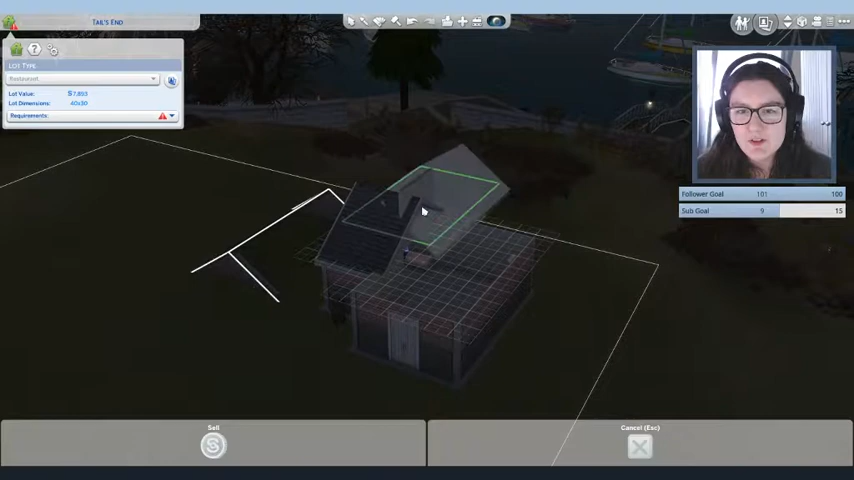 TAIL'S END
LOT TYPE
Restaurant
Lot Value: §7,893
Lot Dimensions: 40x30
Requirements:
Follower Goal 101 100
Sub Goal 9 15
Sell
Cancel (Esc)